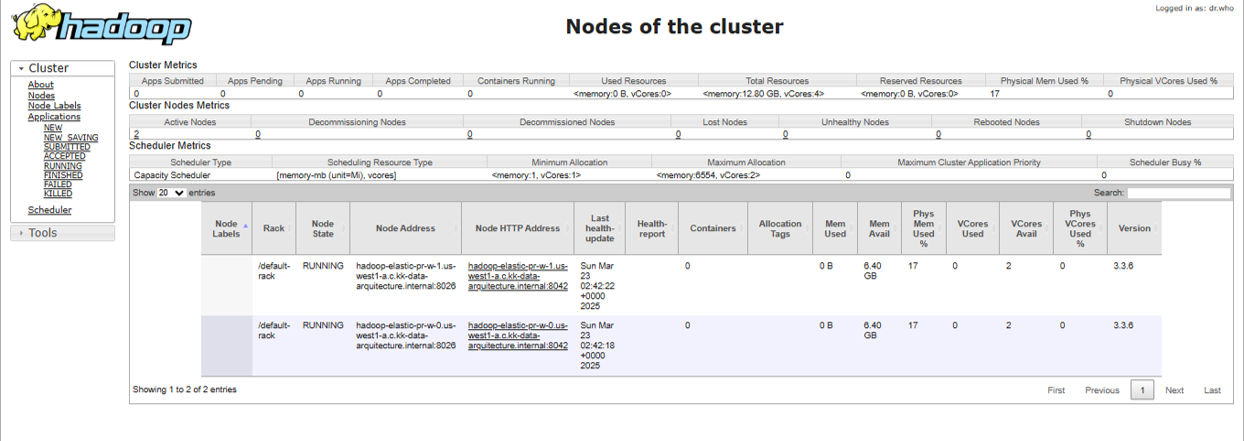 Logged in as: dr.who
hadoop
Nodes of the cluster
Cluster
About
Nodes
Node Labels
Applications
NEW
NEW_SAVING
SUBMITTED
ACCEPTED
RUNNING
FINISHED
FAILED
KILLED
Scheduler
Tools
Cluster Metrics
Apps Submitted Apps Pending Apps Running Apps Completed Containers Running Used Resources Total Resources Reserved Resources Physical Mem Used % Physical VCores Used %
0 0 0 0 0 <memory:0 B, vCores:0> <memory:12.80 GB, vCores:4> <memory:0 B, vCores:0> 17 0
Cluster Nodes Metrics
Active Nodes Decommissioning Nodes Decommissioned Nodes Lost Nodes Unhealthy Nodes Rebooted Nodes Shutdown Nodes
2 0 0 0 0 0 0
Scheduler Metrics
Scheduler Type Scheduling Resource Type Minimum Allocation Maximum Allocation Maximum Cluster Application Priority Scheduler Busy %
Capacity Scheduler [memory-mb (unit=Mi), vcores] <memory:1, vCores:1> <memory:6554, vCores:2> 0 0
Show 20 entries Search:
Node Labels Rack Node State Node Address Node HTTP Address Last health-update Health-report Containers Allocation Tags Mem Used Mem Avail Phys Mem Used % VCores Used VCores Avail Phys VCores Used % Version
/default-rack RUNNING hadoop-elastic-pr-w-1.us-west1-a.c.kk-data-arquitecture.internal:8026 hadoop-elastic-pr-w-1.us-west1-a.c.kk-data-arquitecture.internal:8042 Sun Mar 23 02:42:22 +0000 2025 0 0 B 6.40 GB 17 0 2 0 3.3.6
/default-rack RUNNING hadoop-elastic-pr-w-0.us-west1-a.c.kk-data-arquitecture.internal:8026 hadoop-elastic-pr-w-0.us-west1-a.c.kk-data-arquitecture.internal:8042 Sun Mar 23 02:42:18 +0000 2025 0 0 B 6.40 GB 17 0 2 0 3.3.6
Showing 1 to 2 of 2 entries First Previous 1 Next Last